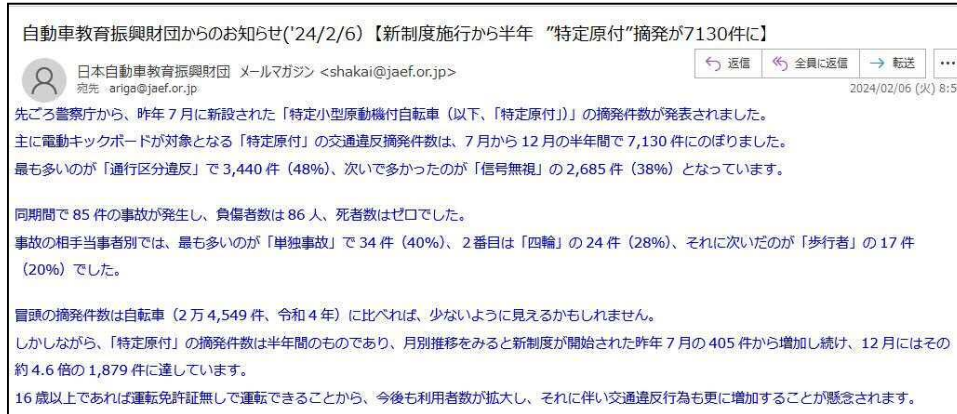 自動車教育振興財団からのお知らせ('24/2/6)【新制度施行から半年 ”特定原付”摘発が7130件に】
返信 全員に返信 転送 …
日本自動車教育振興財団 メールマガジン <shakai@jaef.or.jp>
宛先 ariga@jaef.or.jp
2024/02/06 (火) 8:5
先ごろ警察庁から、昨年7月に新設された「特定小型原動機付自転車(以下、「特定原付」)」の摘発件数が発表されました。
主に電動キックボードが対象となる「特定原付」の交通違反摘発件数は、7月から12月の半年間で7,130件にのぼりました。
最も多いのが「通行区分違反」で3,440件(48%)、次いで多かったのが「信号無視」の2,685件(38%)となっています。
同期間で85件の事故が発生し、負傷者数は86人、死者数はゼロでした。
事故の相手当事者別では、最も多いのが「単独事故」で34件(40%)、2番目は「四輪」の24件(28%)、それに次いだのが「歩行者」の17件
(20%)でした。
冒頭の摘発件数は自転車(2万4,549件、令和4年)に比べれば、少ないように見えるかもしれません。
しかしながら、「特定原付」の摘発件数は半年間のものであり、月別推移をみると新制度が開始された昨年7月の405件から増加し続け、12月にはその
約4.6倍の1,879件に達しています。
16歳以上であれば運転免許証無しで運転できることから、今後も利用者数が拡大し、それに伴い交通違反行為も更に増加することが懸念されます。